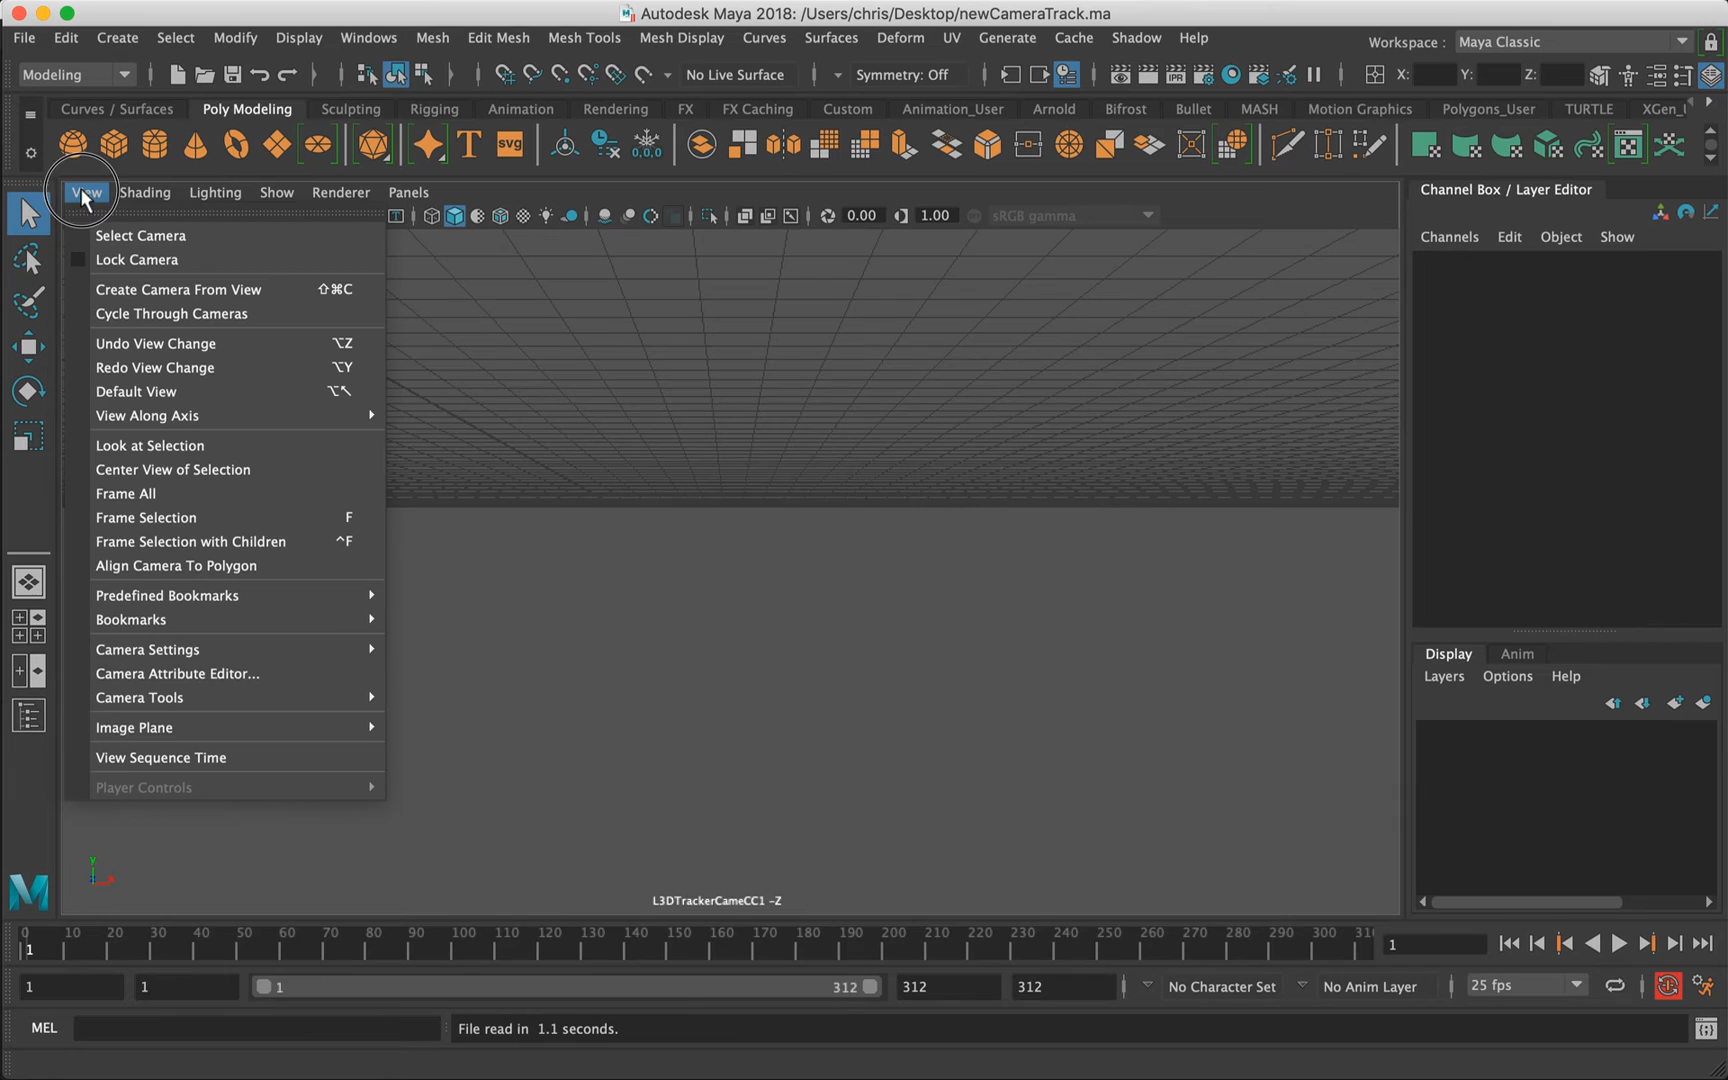 Autodesk Maya 2018: /Users/chris/Desktop/newCameraTrack.ma
File Edit Create Select Modify Display Windows Mesh Edit Mesh Mesh Tools Mesh Display Curves Surfaces Deform UV Generate Cache Shadow Help Workspace : Maya Classic
Modeling No Live Surface Symmetry: Off X: Y: Z:
Curves / Surfaces Poly Modeling Sculpting Rigging Animation Rendering FX FX Caching Custom Animation_User Arnold Bifrost Bullet MASH Motion Graphics Polygons_User TURTLE XGen_
T SVG 0,0,0
View Shading Lighting Show Renderer Panels Channel Box / Layer Editor
0.00 1.00 sRGB gamma
Channels Edit Object Show
Select Camera
Lock Camera
Create Camera From View ⇧⌘C
Cycle Through Cameras
Undo View Change ⌥Z
Redo View Change ⌥Y
Default View ⌥↖
View Along Axis
Look at Selection
Center View of Selection
Frame All
Frame Selection F
Frame Selection with Children ^F
Align Camera To Polygon
Predefined Bookmarks
Bookmarks
Camera Settings
Camera Attribute Editor...
Camera Tools
Image Plane
View Sequence Time
Player Controls
Display Anim
Layers Options Help
y
L3DTrackerCameCC1 -Z
0 10 20 30 40 50 60 70 80 90 100 110 120 130 140 150 160 170 180 190 200 210 220 230 240 250 260 270 280 290 300 31
1 1
1 1 1 312 312 312 No Character Set No Anim Layer 25 fps
MEL File read in 1.1 seconds.